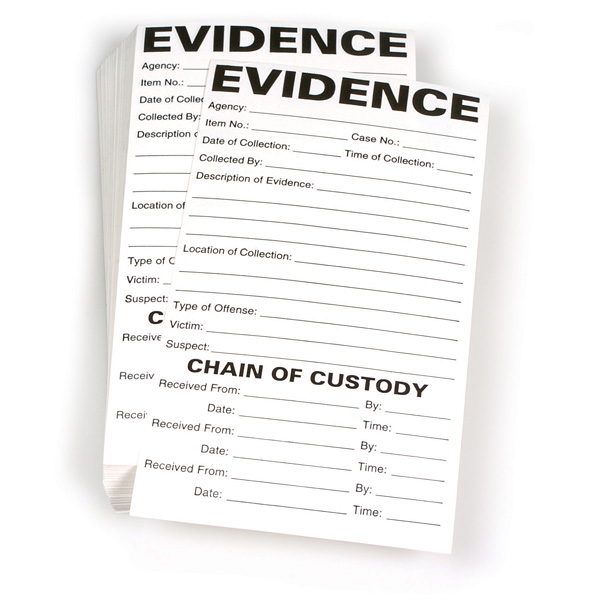 EVIDENCE
Agency:
Item No.:
Date of Collec
Collected By:
Description o
Location of
Type of O
Victim:
Suspect:
C
Receive
Receiv
Recei
EVIDENCE
Agency:
Item No.: Case No.:
Date of Collection: Time of Collection:
Collected By:
Description of Evidence:
Location of Collection:
Type of Offense:
Victim:
Suspect:
CHAIN OF CUSTODY
Received From: By:
Date: Time:
Received From: By:
Date: Time:
Received From: By:
Date: Time: